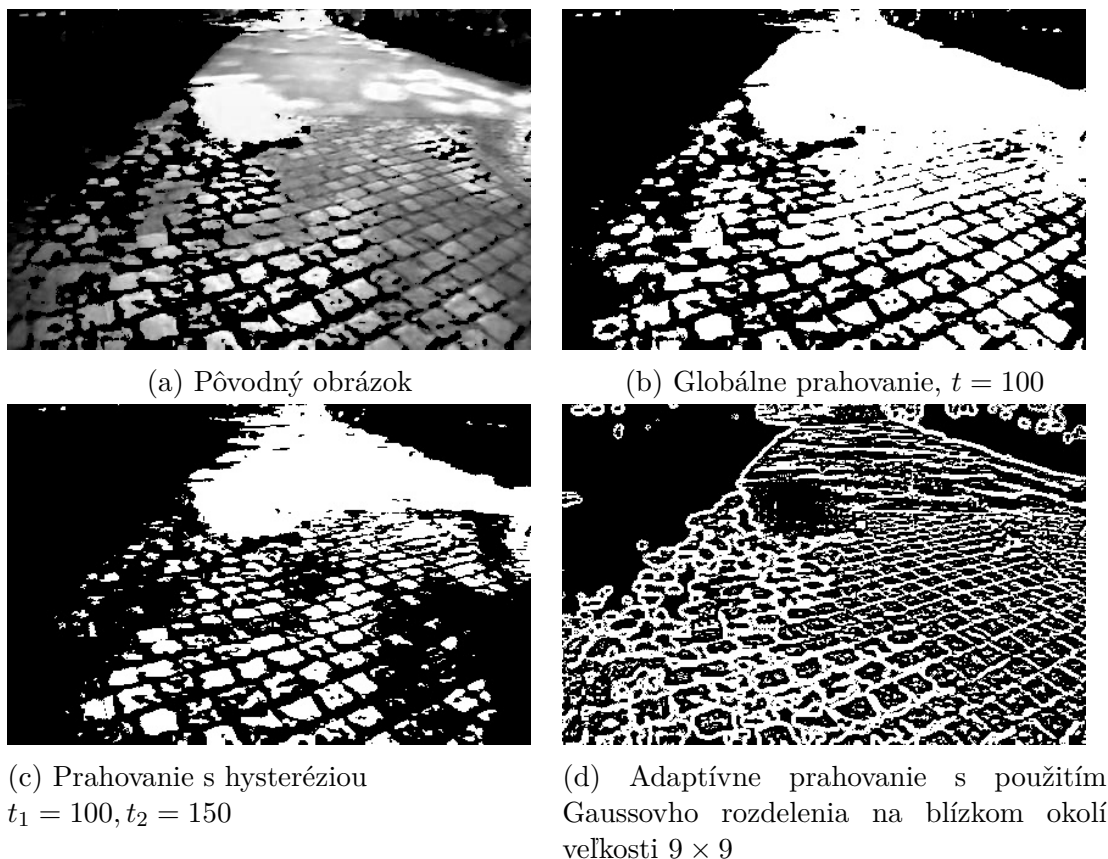 (a) Pôvodný obrázok
(b) Globálne prahovanie, t = 100
(c) Prahovanie s hysteréziou
t₁ = 100, t₂ = 150
(d) Adaptívne prahovanie s použitím
Gaussovho rozdelenia na blízkom okolí
veľkosti 9 × 9